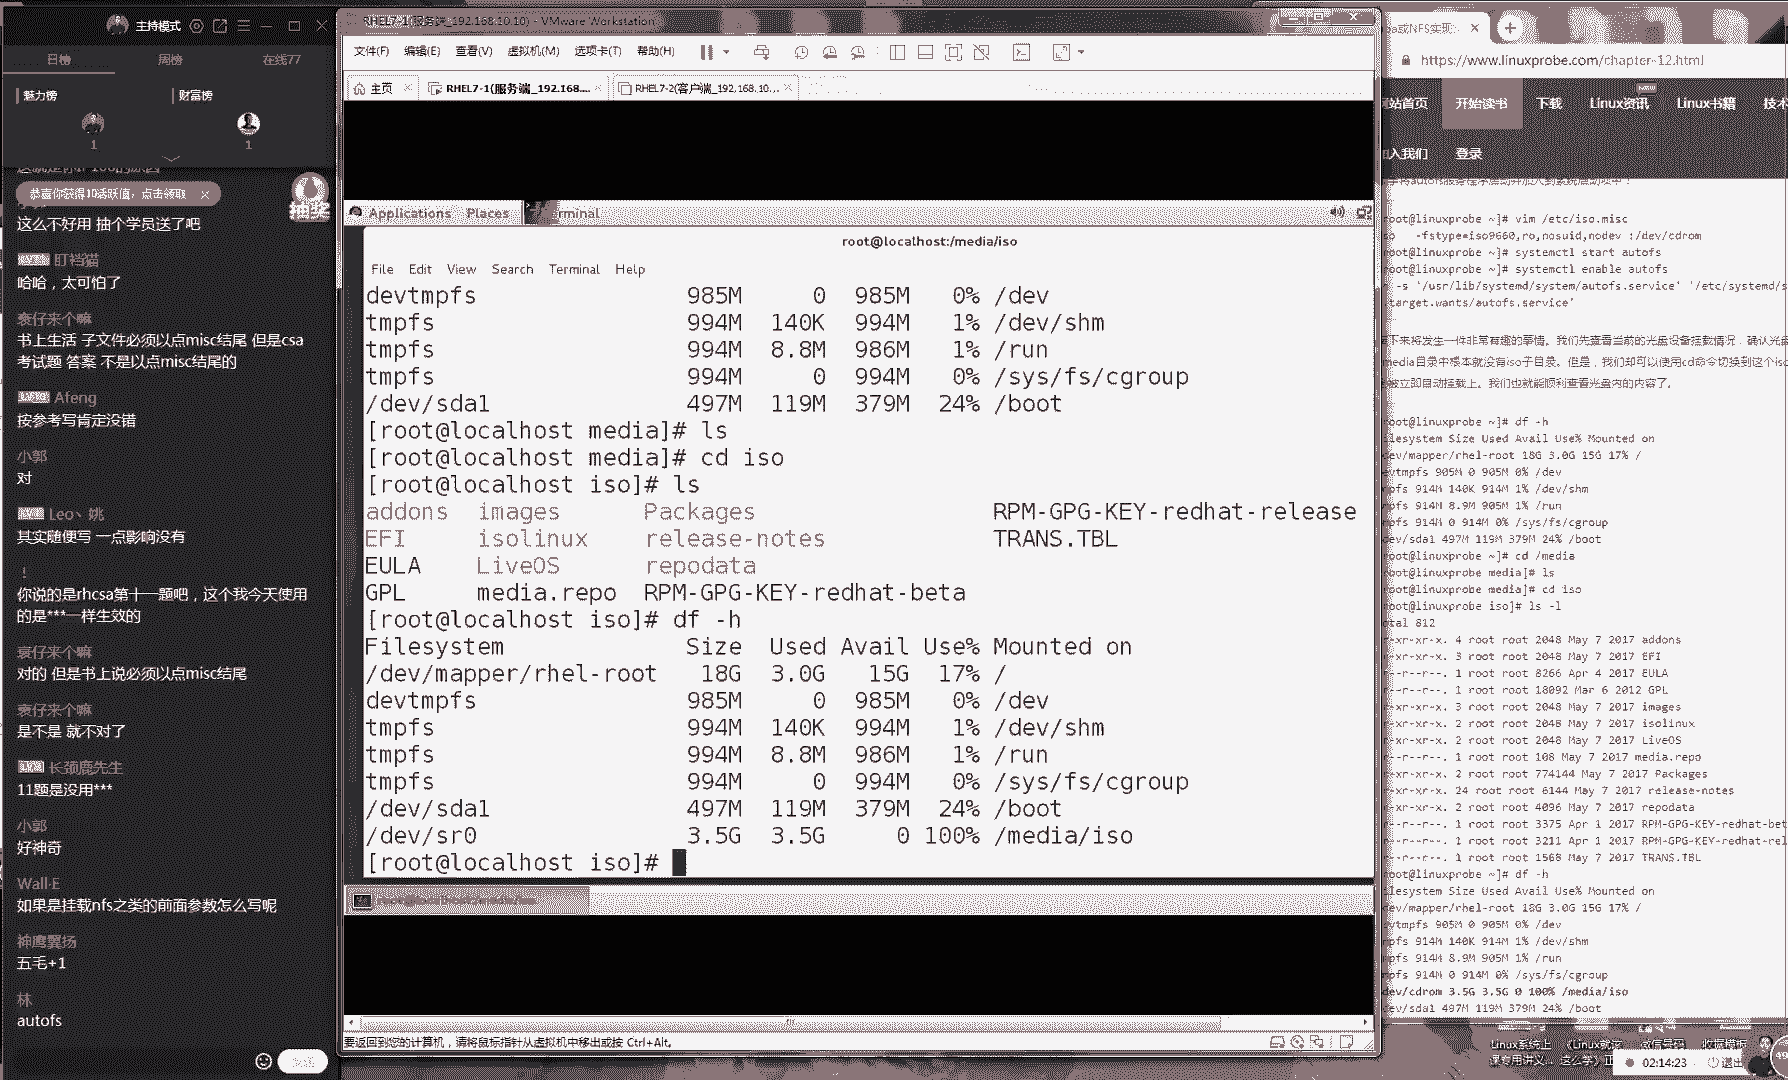 主持模式
日榜 周榜 在线77
魅力榜 财富榜
1 1
恭喜你获得10活跃值，点击领取
抽奖
这么不好用 抽个学员送了吧
盯裆猫
哈哈，太可怕了
衰仔来个嘛
书上生活 子文件必须以点misc结尾 但是csa
考试题 答案 不是以点misc结尾的
Afeng
按参考写肯定没错
小郭
对
Leo、姚
其实随便写 一点影响没有
！
你说的是rhcsa第十一题吧，这个我今天使用
的是***一样生效的
衰仔来个嘛
对的 但是书上说必须以点misc结尾
衰仔来个嘛
是不是 就不对了
长颈鹿先生
11题是没用***
小郭
好神奇
Wall·E
如果是挂载nfs之类的前面参数怎么写呢
神鹰翼扬
五毛+1
林
autofs
RHEL7-1(服务端_192.168.10.10) - VMware Workstation
文件(F) 编辑(E) 查看(V) 虚拟机(M) 选项卡(T) 帮助(H)
主页 RHEL7-1(服务端_192.168.... RHEL7-2(客户端_192.168.10...
Applications Places
root@localhost:/media/iso
File Edit View Search Terminal Help
devtmpfs 985M 0 985M 0% /dev
tmpfs 994M 140K 994M 1% /dev/shm
tmpfs 994M 8.8M 986M 1% /run
tmpfs 994M 0 994M 0% /sys/fs/cgroup
/dev/sda1 497M 119M 379M 24% /boot
[root@localhost media]# ls
[root@localhost media]# cd iso
[root@localhost iso]# ls
addons images Packages RPM-GPG-KEY-redhat-release
EFI isolinux release-notes TRANS.TBL
EULA LiveOS repodata
GPL media.repo RPM-GPG-KEY-redhat-beta
[root@localhost iso]# df -h
Filesystem Size Used Avail Use% Mounted on
/dev/mapper/rhel-root 18G 3.0G 15G 17% /
devtmpfs 985M 0 985M 0% /dev
tmpfs 994M 140K 994M 1% /dev/shm
tmpfs 994M 8.8M 986M 1% /run
tmpfs 994M 0 994M 0% /sys/fs/cgroup
/dev/sda1 497M 119M 379M 24% /boot
/dev/sr0 3.5G 3.5G 0 100% /media/iso
[root@localhost iso]#
要返回到您的计算机，请将鼠标指针从虚拟机中移出或按 Ctrl+Alt。
https://www.linuxprobe.com/chapter-12.html
站首页 开始读书 下载 Linux资讯 Linux书籍 技术
入我们 登录
root@linuxprobe ~]# vim /etc/iso.misc
so -fstype=iso9660,ro,nosuid,nodev :/dev/cdrom
root@linuxprobe ~]# systemctl start autofs
root@linuxprobe ~]# systemctl enable autofs
-s '/usr/lib/systemd/system/autofs.service' '/etc/systemd/s
target.wants/autofs.service'
下来将发生一件非常有趣的事情。我们先查看当前的光盘设备挂载情况，确认光盘
media目录中根本就没有iso子目录。但是，我们却可以使用cd命令切换到这个iso
被立即自动挂载上。我们也就能顺利查看光盘内的内容了。
root@linuxprobe ~]# df -h
ilesystem Size Used Avail Use% Mounted on
dev/mapper/rhel-root 18G 3.0G 15G 17% /
evtmpfs 905M 0 905M 0% /dev
mpfs 914M 140K 914M 1% /dev/shm
mpfs 914M 8.9M 905M 1% /run
mpfs 914M 0 914M 0% /sys/fs/cgroup
dev/sda1 497M 119M 379M 24% /boot
root@linuxprobe ~]# cd /media
root@linuxprobe media]# ls
root@linuxprobe media]# cd iso
root@linuxprobe iso]# ls -l
otal 812
r-xr-xr-x. 4 root root 2048 May 7 2017 addons
r-xr-xr-x. 3 root root 2048 May 7 2017 EFI
r--r--r--. 1 root root 8266 Apr 4 2017 EULA
r--r--r--. 1 root root 18092 Mar 6 2012 GPL
r-xr-xr-x. 3 root root 2048 May 7 2017 images
r-xr-xr-x. 2 root root 2048 May 7 2017 isolinux
r-xr-xr-x. 2 root root 2048 May 7 2017 LiveOS
r--r--r--. 1 root root 108 May 7 2017 media.repo
r-xr-xr-x. 2 root root 774144 May 7 2017 Packages
r-xr-xr-x. 24 root root 6144 May 7 2017 release-notes
r-xr-xr-x. 2 root root 4096 May 7 2017 repodata
r--r--r--. 1 root root 3375 Apr 1 2017 RPM-GPG-KEY-redhat-bet
r--r--r--. 1 root root 3211 Apr 1 2017 RPM-GPG-KEY-redhat-rel
r--r--r--. 1 root root 1568 May 7 2017 TRANS.TBL
root@linuxprobe ~]# df -h
ilesystem Size Used Avail Use% Mounted on
dev/mapper/rhel-root 18G 3.0G 15G 17% /
evtmpfs 905M 0 905M 0% /dev
mpfs 914M 140K 914M 1% /dev/shm
mpfs 914M 8.9M 905M 1% /run
mpfs 914M 0 914M 0% /sys/fs/cgroup
dev/cdrom 3.5G 3.5G 0 100% /media/iso
dev/sda1 497M 119M 379M 24% /boot
02:14:23 退出